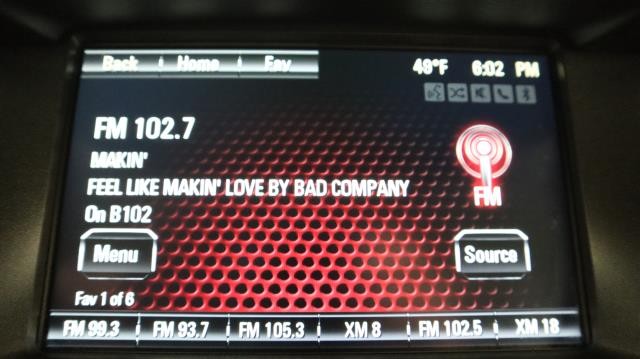 Back Home Fav 48°F 6:02 PM
FM 102.7
MAKIN'
FEEL LIKE MAKIN' LOVE BY BAD COMPANY
On B102
FM
Menu Source
Fav 1 of 6
FM 99.3 FM 93.7 FM 105.3 XM 8 FM 102.5 XM 18